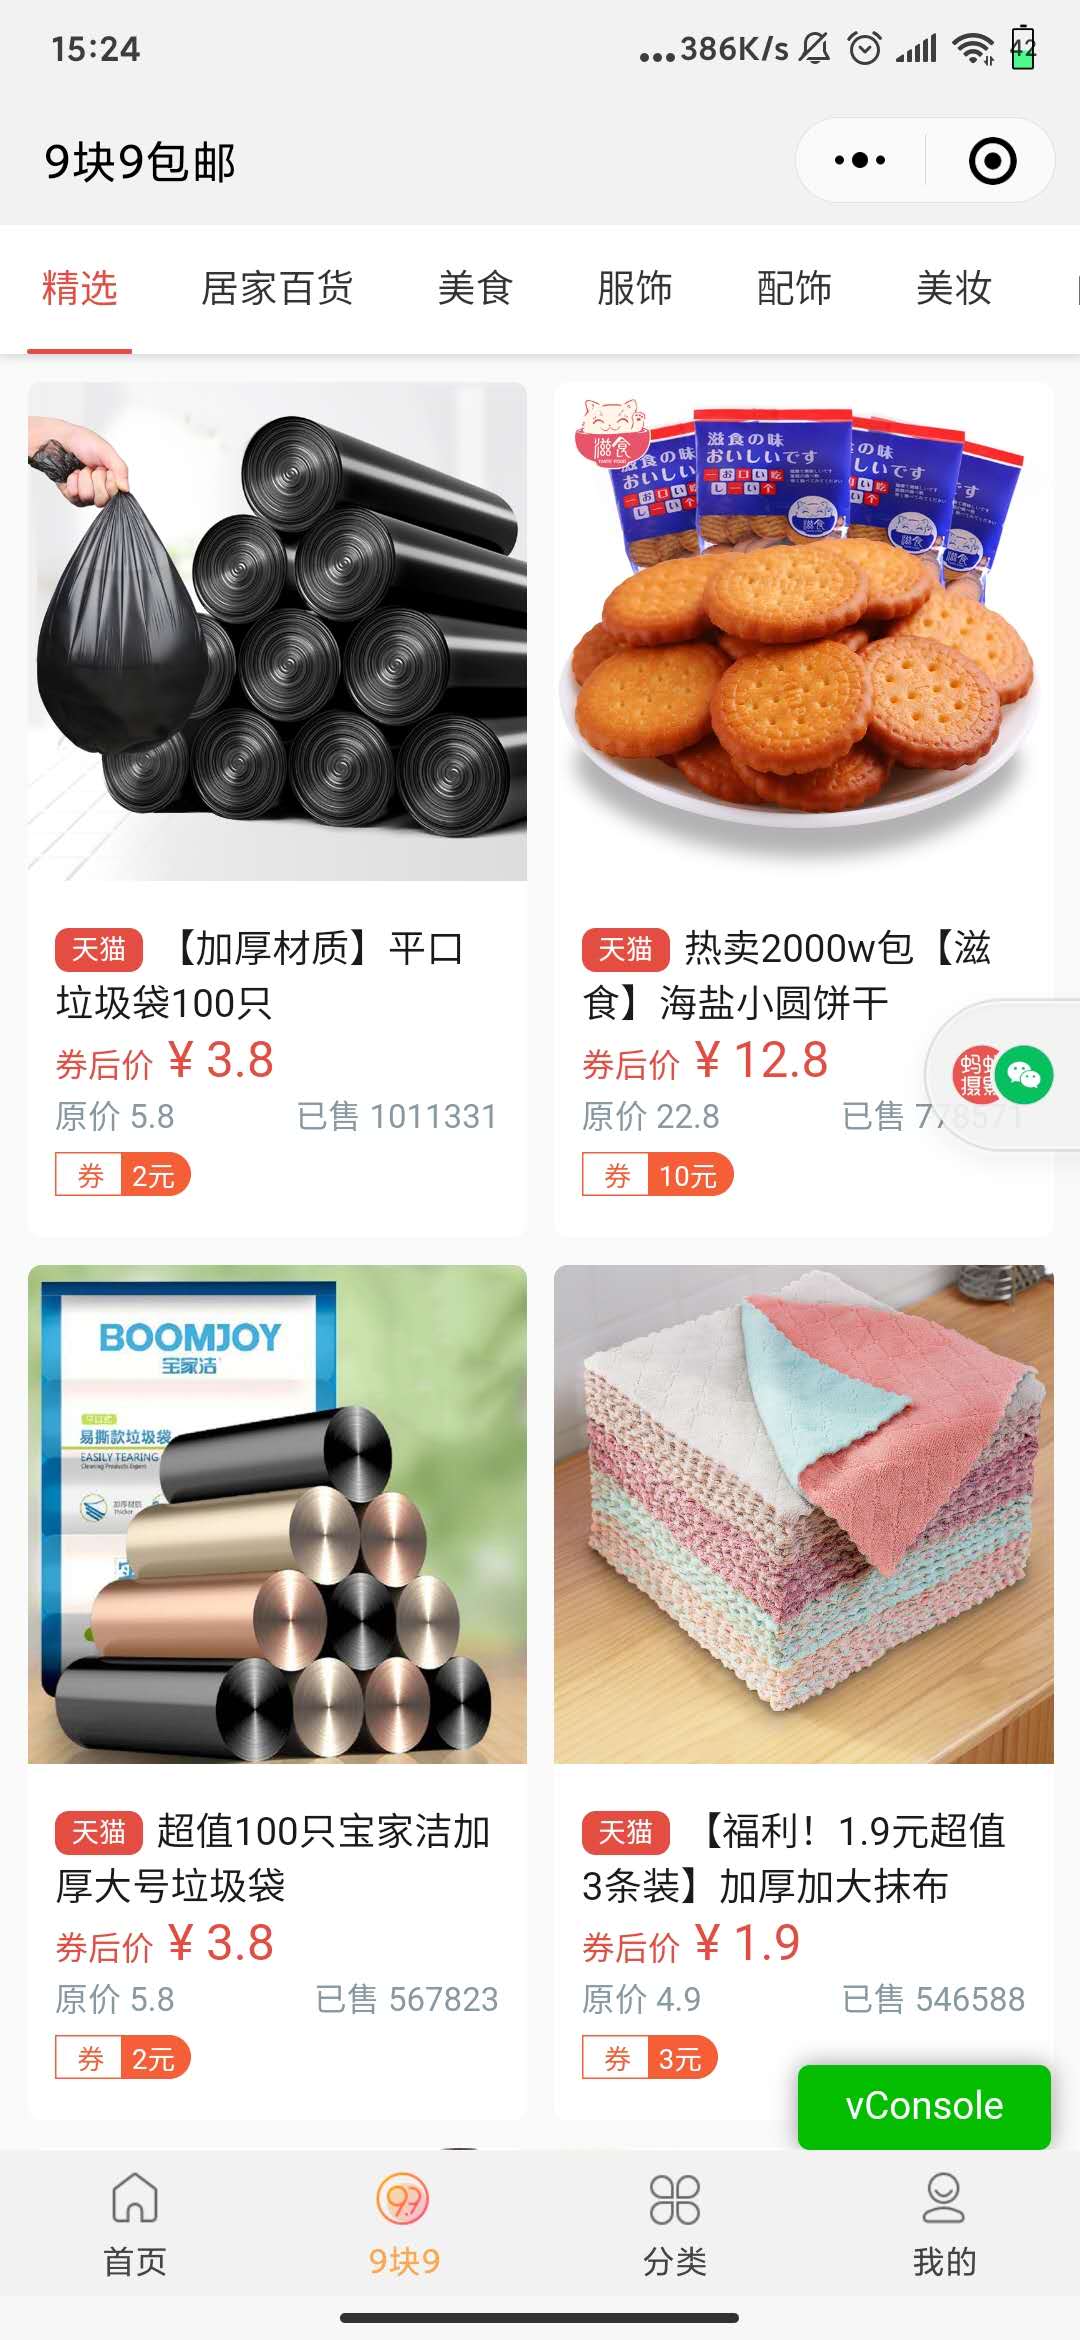 15:24
...386K/s
42
9块9包邮
精选 居家百货 美食 服饰 配饰 美妆
滋食
滋食の味
おいしいです
天猫 【加厚材质】平口
垃圾袋100只
券后价 ¥ 3.8
原价 5.8 已售 1011331
券 2元
天猫 热卖2000w包【滋
食】海盐小圆饼干
券后价 ¥ 12.8
原价 22.8 已售 778571
券 10元
BOOMJOY
宝家洁
易撕款垃圾袋
EASILY TEARING
Cleaning Products Expert
加厚材质
Thicker
天猫 超值100只宝家洁加
厚大号垃圾袋
券后价 ¥ 3.8
原价 5.8 已售 567823
券 2元
天猫 【福利！1.9元超值
3条装】加厚加大抹布
券后价 ¥ 1.9
原价 4.9 已售 546588
券 3元
vConsole
首页 9块9 分类 我的